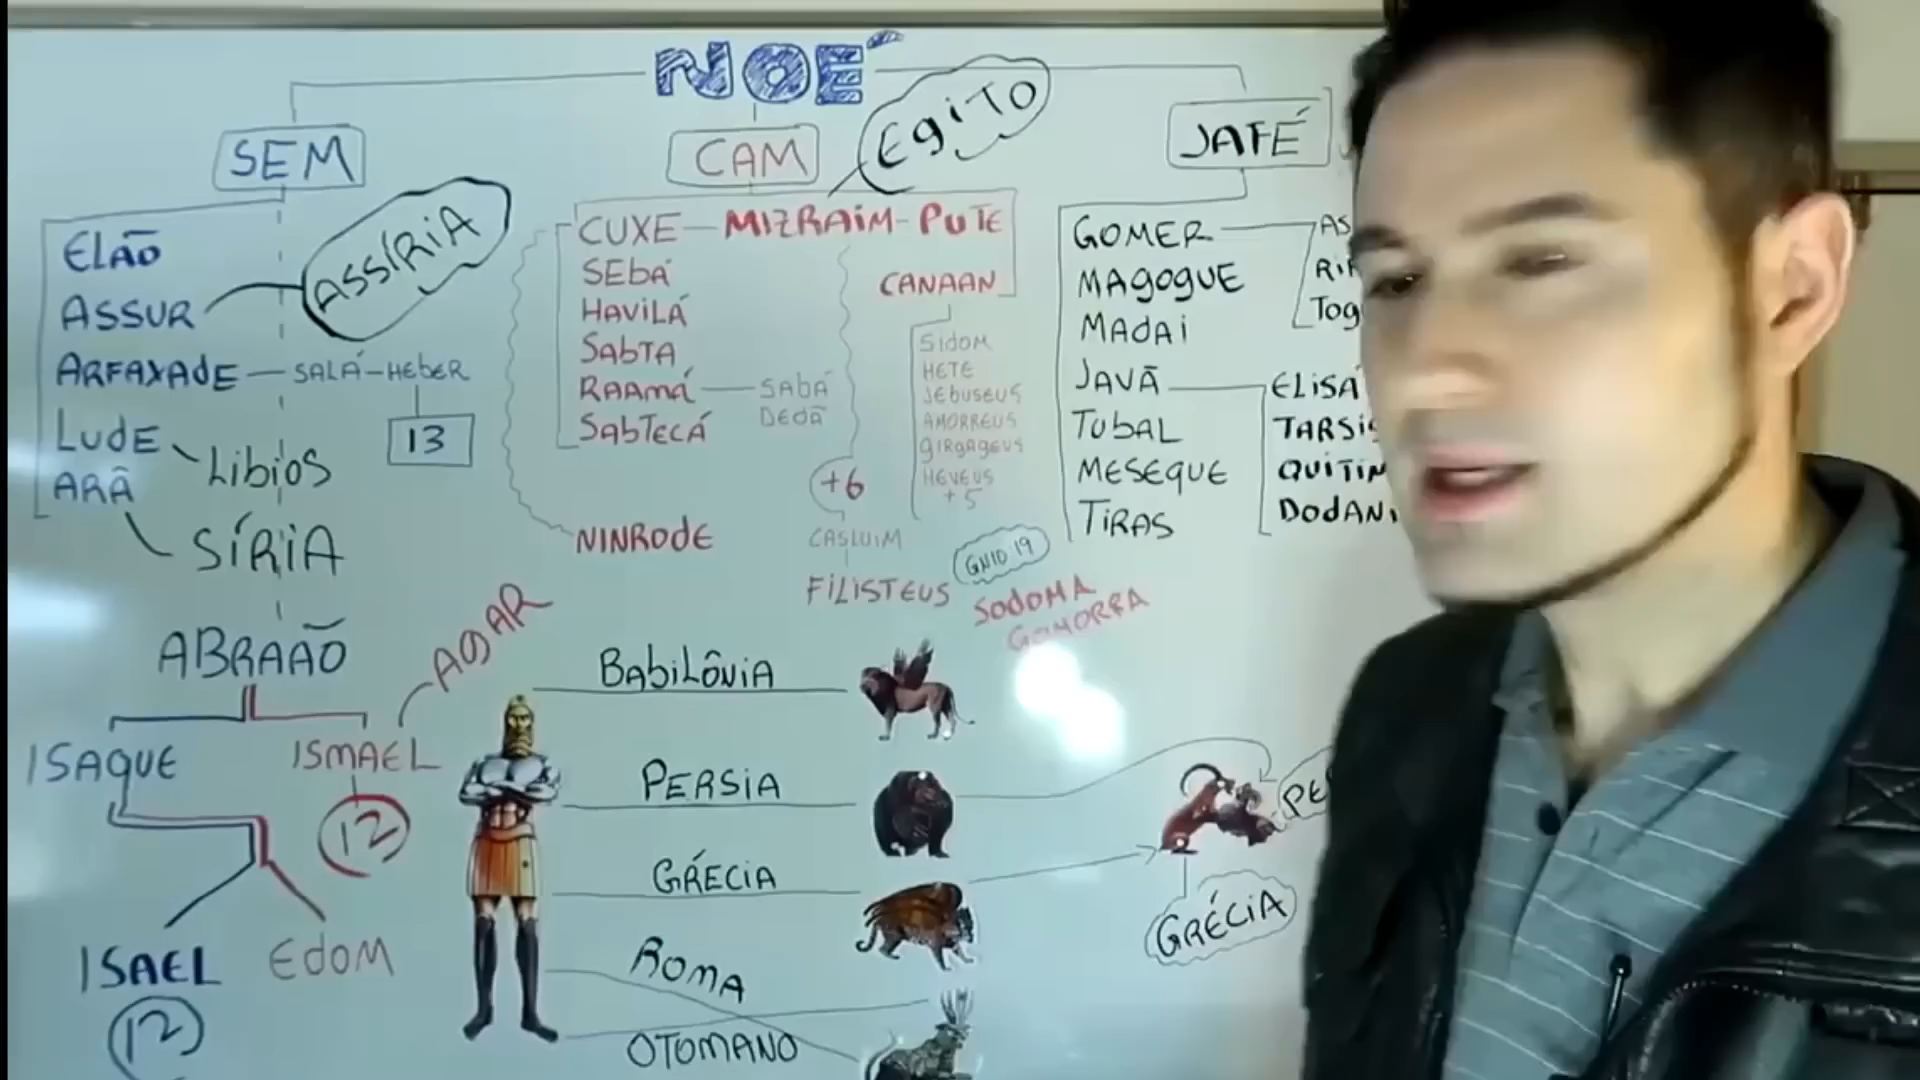 NOÉ
SEM
CAM
EgiTO
JAFÉ
ELÃO
ASSUR
ASSÍRIA
ARFAXADE — SALÁ — HEBER
13
LUDE
LIBIOS
ARÃ
SÍRIA
CUXE — MIZRAIM - PUTE
SEBÁ
HAVILÁ
SABTA
RAAMÁ — SABÁ
DEDÃ
SABTECÁ
NINRODE
CANAAN
SIDOM
HETE
JEBUSEUS
AMORREUS
GIRGAGEUS
HEVEUS
+ 5
+6
CASLUIM
FILISTEUS
GN10 19
SODOMA
GOMORRA
GOMER
MAGOGUE
MADAI
JAVÃ
TUBAL
MESEQUE
TIRAS
ELISÁ
ABRAÃO
AGAR
ISAQUE
ISMAEL
12
ISAEL
12
EDOM
BABILÔNIA
PERSIA
GRÉCIA
ROMA
OTOMANO
GRÉCIA